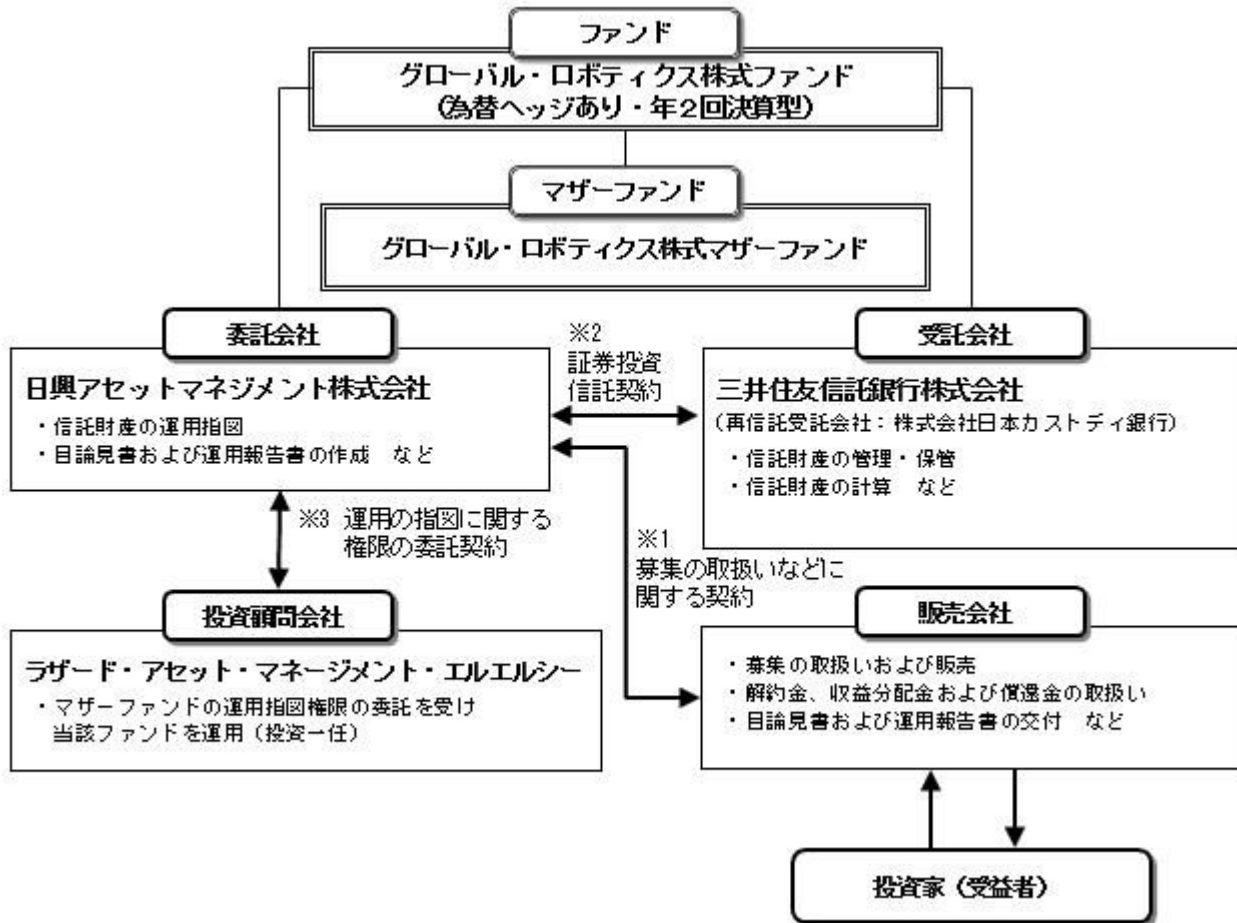 ファンド
グローバル・ロボティクス株式ファンド
(為替ヘッジあり・年2回決算型)
マザーファンド
グローバル・ロボティクス株式マザーファンド
委託会社
日興アセットマネジメント株式会社
・信託財産の運用指図
・目論見書および運用報告書の作成 など
※2
証券投資
信託契約
受託会社
三井住友信託銀行株式会社
(再信託受託会社：株式会社日本カストディ銀行)
・信託財産の管理・保管
・信託財産の計算 など
※3 運用の指図に関する
権限の委託契約
※1
募集の取扱いなどに
関する契約
投資顧問会社
ラザード・アセット・マネージメント・エルエルシー
・マザーファンドの運用指図権限の委託を受け
当該ファンドを運用（投資一任）
販売会社
・募集の取扱いおよび販売
・解約金、収益分配金および償還金の取扱い
・目論見書および運用報告書の交付 など
投資家（受益者）